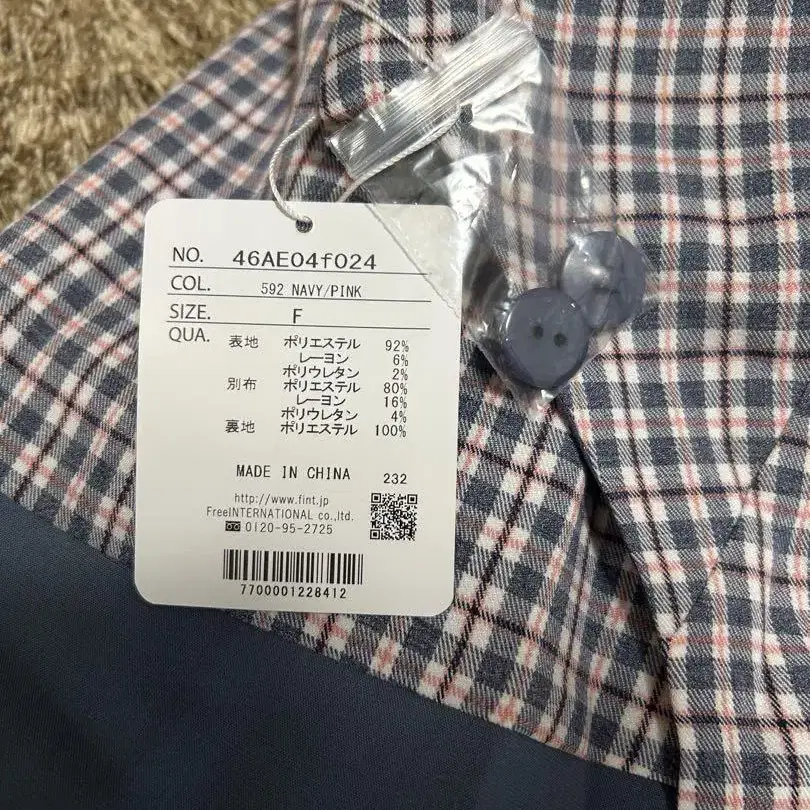 NO. 46AE04f024
COL. 592 NAVY/PINK
SIZE. F
QUA. 表地 ポリエステル 92%
レーヨン 6%
ポリウレタン 2%
別布 ポリエステル 80%
レーヨン 16%
ポリウレタン 4%
裏地 ポリエステル 100%
MADE IN CHINA 232
http://www.fint.jp
FreeINTERNATIONAL co.,ltd.
0120-95-2725
7700001228412